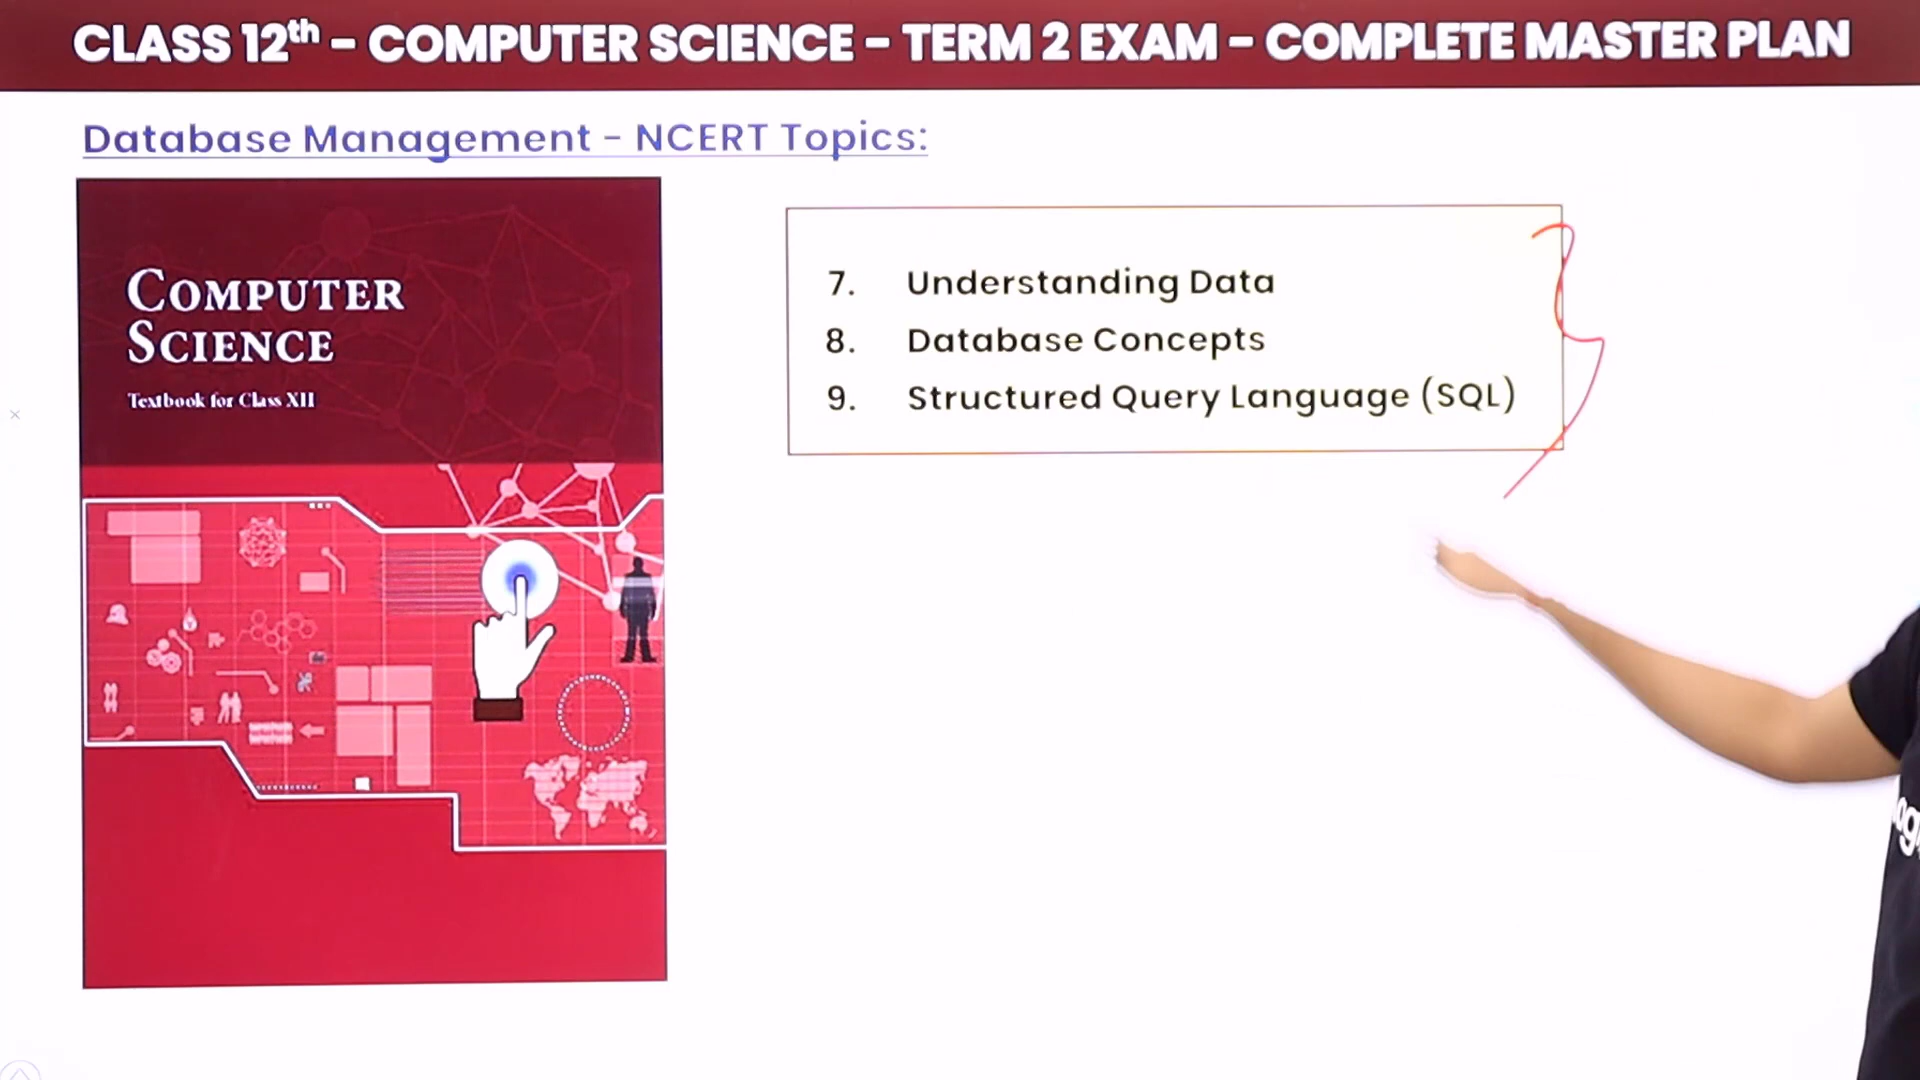 CLASS 12th - COMPUTER SCIENCE - TERM 2 EXAM - COMPLETE MASTER PLAN
Database Management - NCERT Topics:
COMPUTER
SCIENCE
Textbook for Class XII
7. Understanding Data
8. Database Concepts
9. Structured Query Language (SQL)